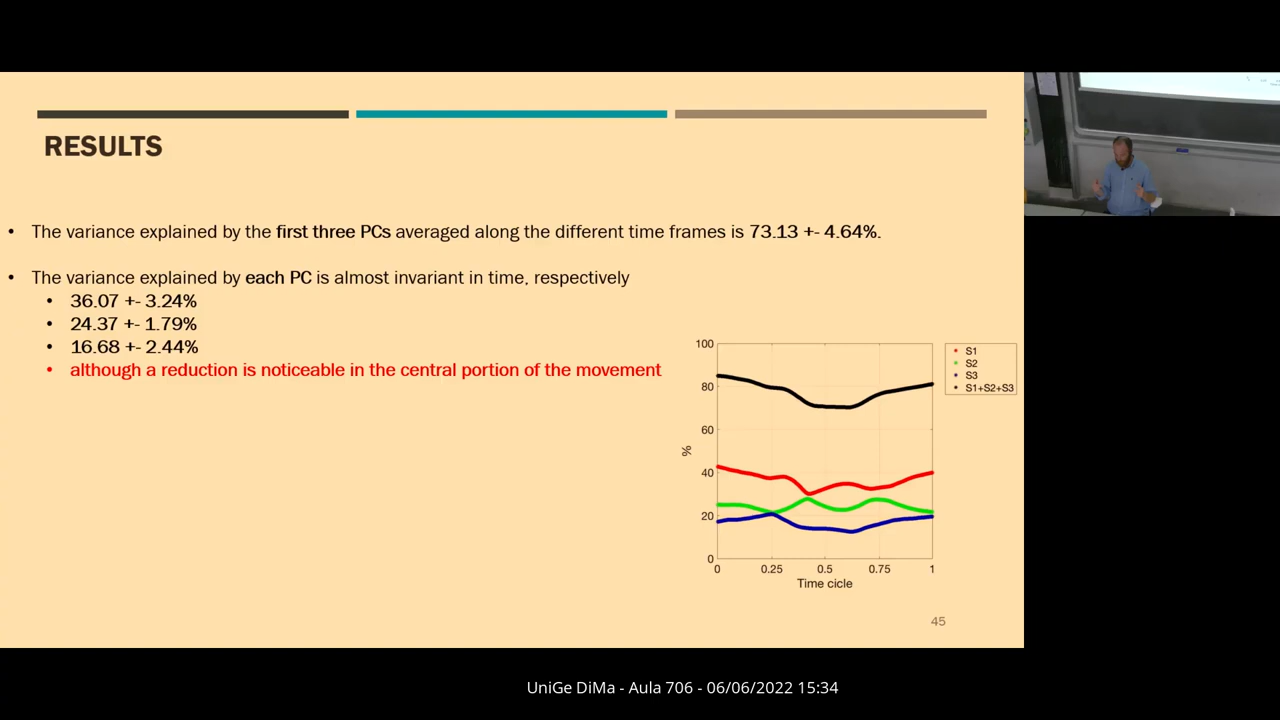 RESULTS
• The variance explained by the first three PCs averaged along the different time frames is 73.13 +- 4.64%.
• The variance explained by each PC is almost invariant in time, respectively
• 36.07 +- 3.24%
• 24.37 +- 1.79%
• 16.68 +- 2.44%
• although a reduction is noticeable in the central portion of the movement
100
80
60
40
20
0
%
0 0.25 0.5 0.75 1
Time cicle
S1
S2
S3
S1+S2+S3
45
UniGe DiMa - Aula 706 - 06/06/2022 15:34